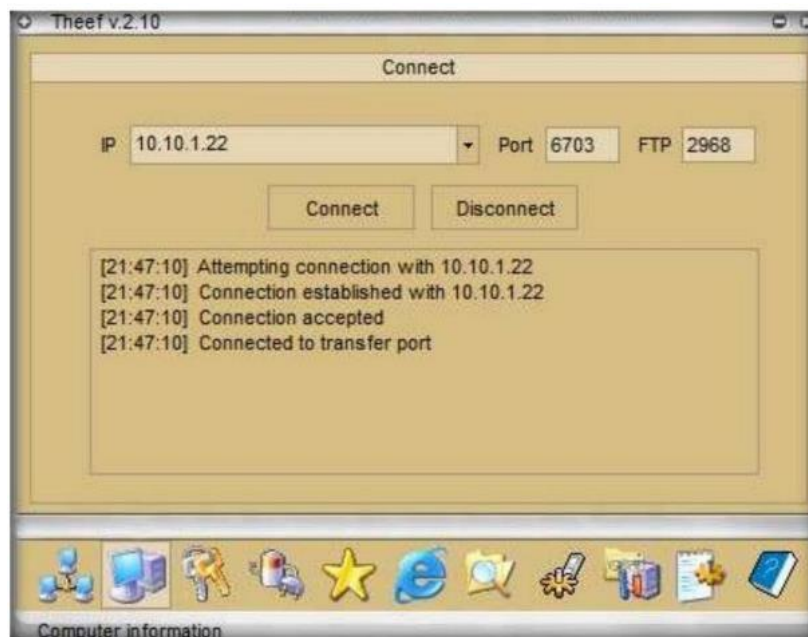 Theef v.2.10
Connect
IP 10.10.1.22 Port 6703 FTP 2968
Connect Disconnect
[21:47:10] Attempting connection with 10.10.1.22
[21:47:10] Connection established with 10.10.1.22
[21:47:10] Connection accepted
[21:47:10] Connected to transfer port
Computer information